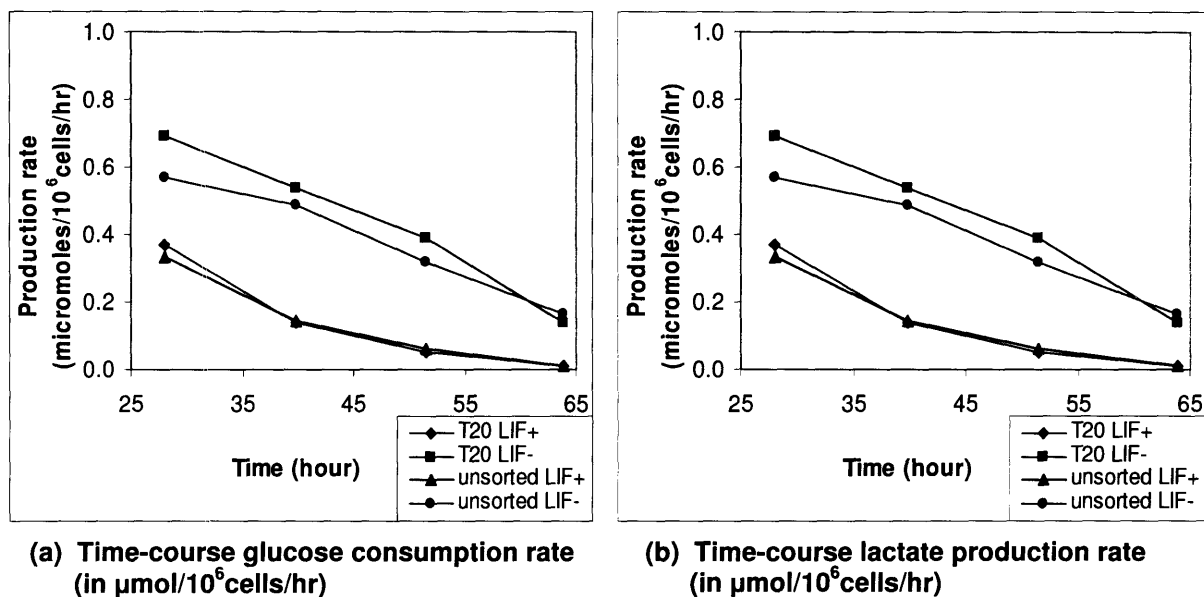 1.0
0.8
0.6
0.4
0.2
0.0
Production rate
(micromoles/10⁶cells/hr)
25 35 45 55 65
Time (hour)
T20 LIF+
T20 LIF-
unsorted LIF+
unsorted LIF-
(a) Time-course glucose consumption rate
(in µmol/10⁶cells/hr)
1.0
0.8
0.6
0.4
0.2
0.0
Production rate
(micromoles/10⁶cells/hr)
25 35 45 55 65
Time (hour)
T20 LIF+
T20 LIF-
unsorted LIF+
unsorted LIF-
(b) Time-course lactate production rate
(in µmol/10⁶cells/hr)